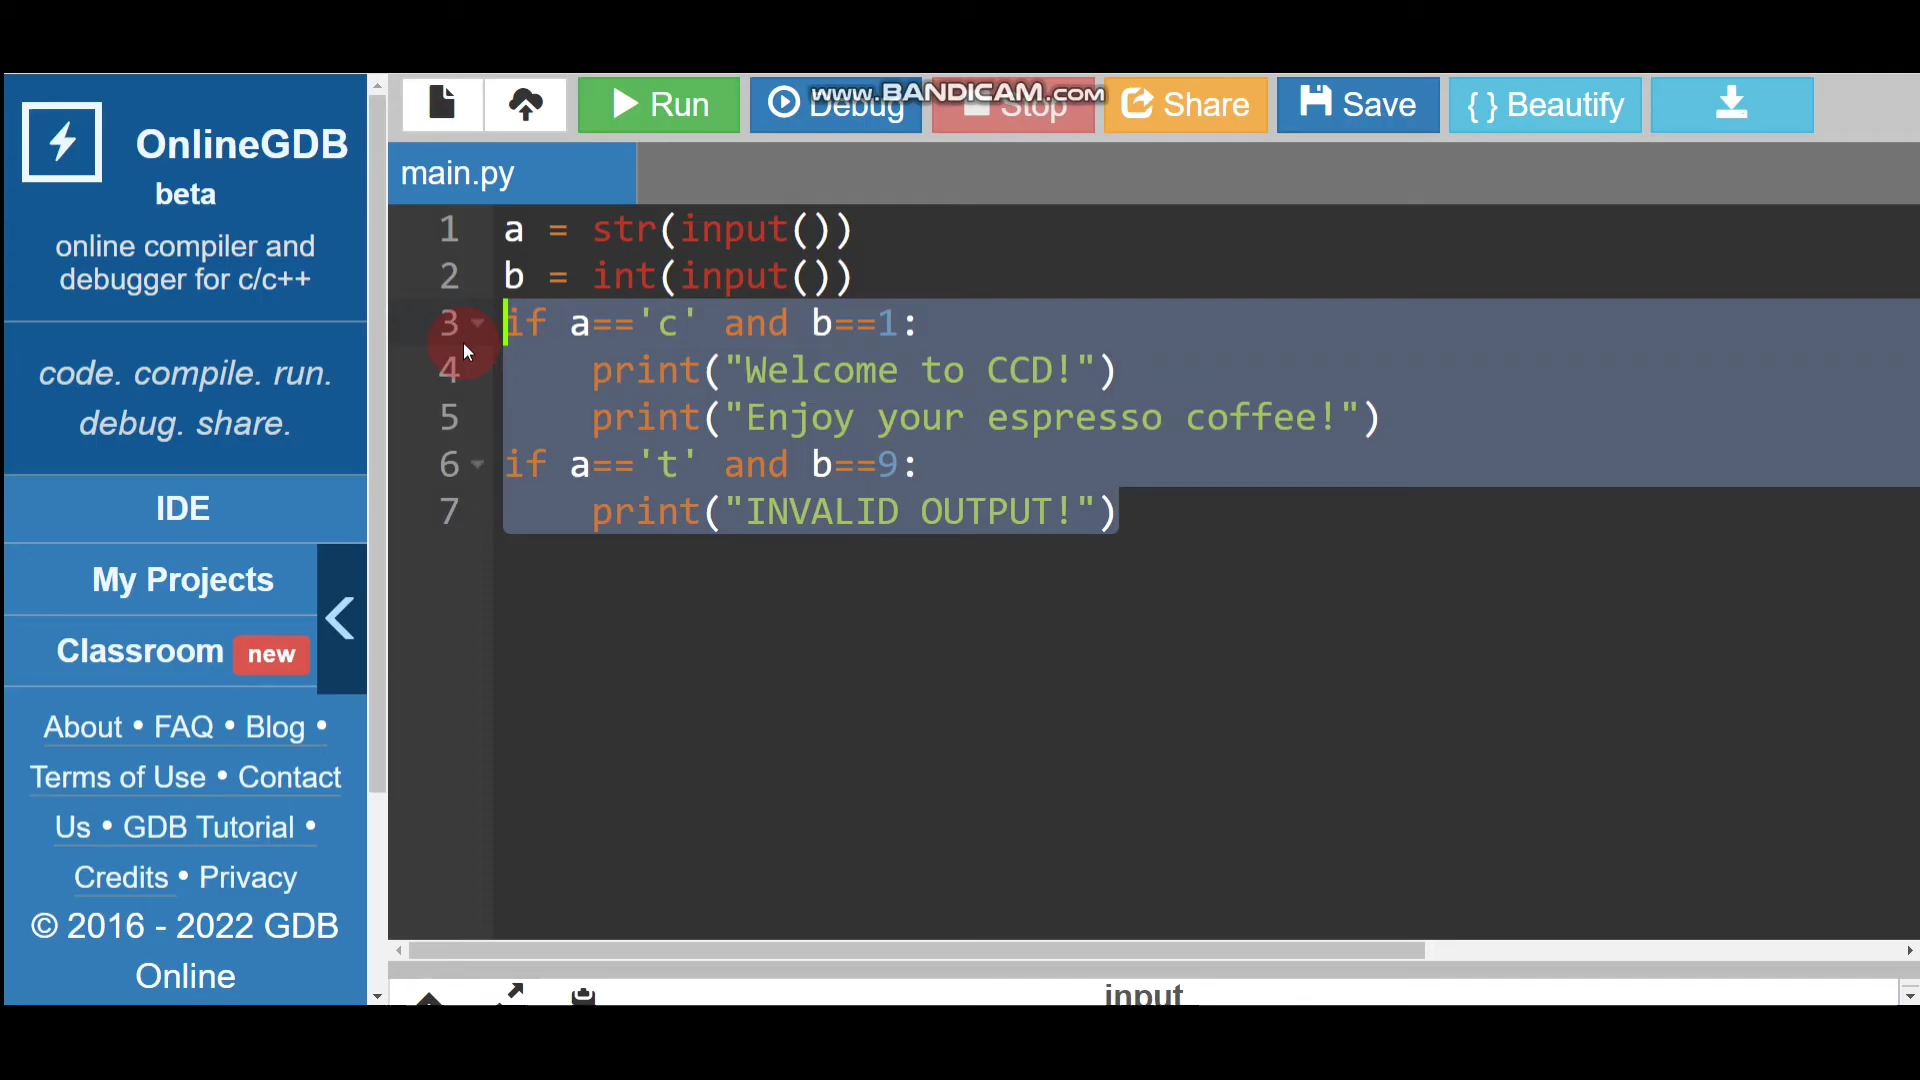 www.BANDICAM.com
Run
Debug
Stop
Share
Save
{ } Beautify
OnlineGDB
beta
online compiler and
debugger for c/c++
code. compile. run.
debug. share.
IDE
My Projects
Classroom new
About • FAQ • Blog •
Terms of Use • Contact
Us • GDB Tutorial •
Credits • Privacy
© 2016 - 2022 GDB
Online
main.py
1 a = str(input())
2 b = int(input())
3 if a=='c' and b==1:
4     print("Welcome to CCD!")
5     print("Enjoy your espresso coffee!")
6 if a=='t' and b==9:
7     print("INVALID OUTPUT!")
input